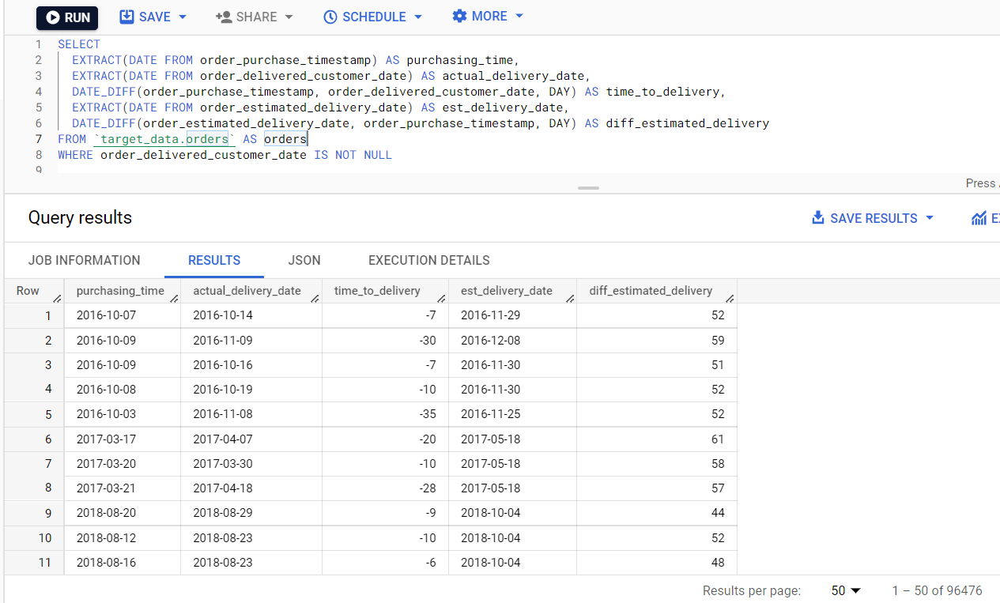 RUN SAVE SHARE SCHEDULE MORE
1 SELECT
2 EXTRACT(DATE FROM order_purchase_timestamp) AS purchasing_time,
3 EXTRACT(DATE FROM order_delivered_customer_date) AS actual_delivery_date,
4 DATE_DIFF(order_purchase_timestamp, order_delivered_customer_date, DAY) AS time_to_delivery,
5 EXTRACT(DATE FROM order_estimated_delivery_date) AS est_delivery_date,
6 DATE_DIFF(order_estimated_delivery_date, order_purchase_timestamp, DAY) AS diff_estimated_delivery
7 FROM `target_data.orders` AS orders
8 WHERE order_delivered_customer_date IS NOT NULL
9
Press
Query results SAVE RESULTS
JOB INFORMATION RESULTS JSON EXECUTION DETAILS
Row purchasing_time actual_delivery_date time_to_delivery est_delivery_date diff_estimated_delivery
1 2016-10-07 2016-10-14 -7 2016-11-29 52
2 2016-10-09 2016-11-09 -30 2016-12-08 59
3 2016-10-09 2016-10-16 -7 2016-11-30 51
4 2016-10-08 2016-10-19 -10 2016-11-30 52
5 2016-10-03 2016-11-08 -35 2016-11-25 52
6 2017-03-17 2017-04-07 -20 2017-05-18 61
7 2017-03-20 2017-03-30 -10 2017-05-18 58
8 2017-03-21 2017-04-18 -28 2017-05-18 57
9 2018-08-20 2018-08-29 -9 2018-10-04 44
10 2018-08-12 2018-08-23 -10 2018-10-04 52
11 2018-08-16 2018-08-23 -6 2018-10-04 48
Results per page: 50 1 – 50 of 96476